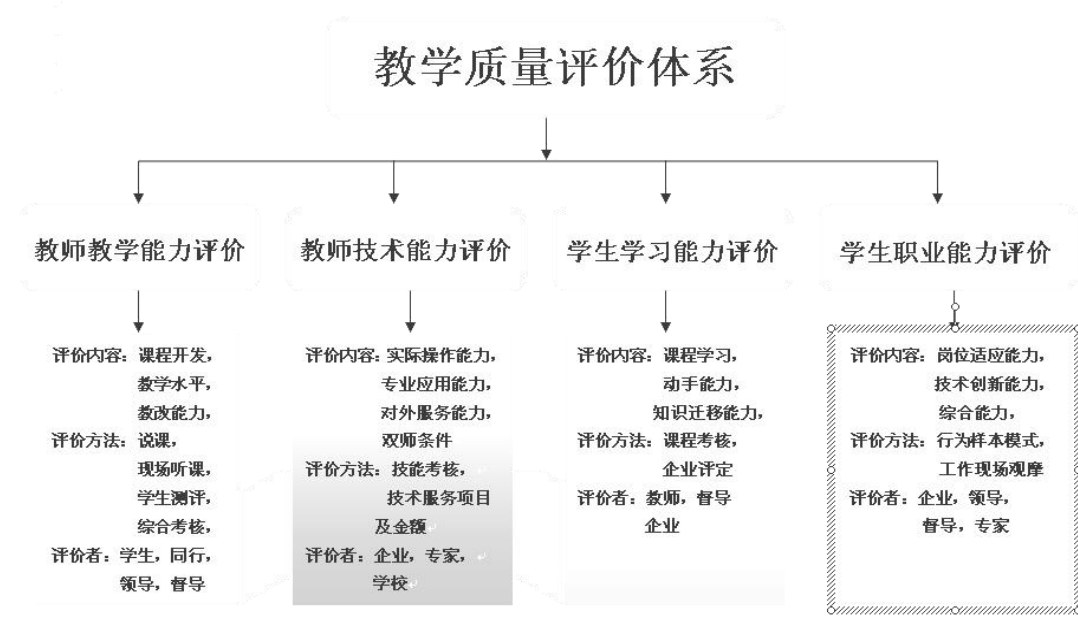 教学质量评价体系
教师教学能力评价
教师技术能力评价
学生学习能力评价
学生职业能力评价
评价内容：课程开发，
教学水平，
教改能力，
评价方法：说课，
现场听课，
学生测评，
综合考核，
评价者：学生，同行，
领导，督导
评价内容：实际操作能力，
专业应用能力，
对外服务能力，
双师条件
评价方法：技能考核，
技术服务项目
及金额
评价者：企业，专家，
学校
评价内容：课程学习，
动手能力，
知识迁移能力，
评价方法：课程考核，
企业评定
评价者：教师，督导
企业
评价内容：岗位适应能力，
技术创新能力，
综合能力，
评价方法：行为样本模式，
工作现场观摩
评价者：企业，领导，
督导，专家